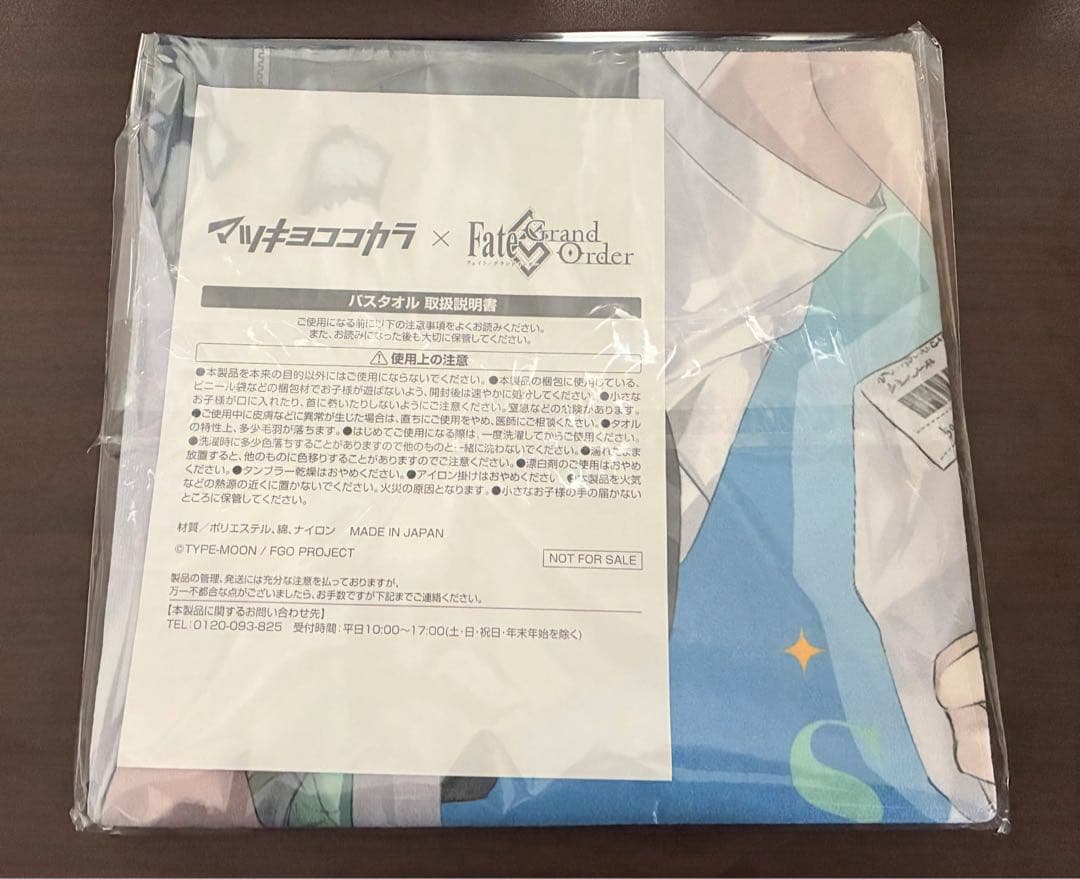 マツキヨココカラ × Fate Grand Order
フェイト/グランドオーダー
バスタオル 取扱説明書
ご使用になる前に以下の注意事項をよくお読みください。
また、お読みになった後も大切に保管してください。
⚠ 使用上の注意
●本製品を本来の目的以外にはご使用にならないでください。●本製品の梱包に使用している、
ビニール袋などの梱包材でお子様が遊ばないよう、開封後は速やかに処分してください。●小さな
お子様が口に入れたり、首に巻いたりしないようにご注意ください。窒息などの危険があります。
●ご使用中に皮膚などに異常が生じた場合は、直ちにご使用をやめ、医師にご相談ください。●タオル
の特性上、多少毛羽が落ちます。●はじめてご使用になる際は、一度洗濯してからご使用ください。
●洗濯時に多少色落ちすることがありますので他のものと一緒に洗わないでください。●濡れたまま
放置すると、他のものに色移りすることがありますのでご注意ください。●漂白剤のご使用はおやめ
ください。●タンブラー乾燥はおやめください。●アイロン掛けはおやめください。●本製品を火気
などの熱源の近くに置かないでください。火災の原因となります。●小さなお子様の手の届かない
ところに保管してください。
材質/ポリエステル、綿、ナイロン MADE IN JAPAN
©TYPE-MOON / FGO PROJECT
NOT FOR SALE
製品の管理、発送には充分な注意を払っておりますが、
万一不都合な点がございましたら、お手数ですが下記までご連絡ください。
【本製品に関するお問い合わせ先】
TEL:0120-093-825 受付時間:平日10:00〜17:00(土・日・祝日・年末年始を除く)
S